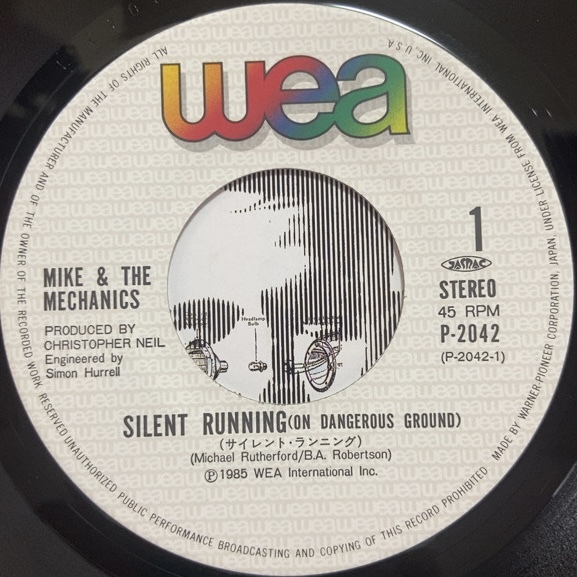 wea
1
JASRAC
STEREO
45 RPM
P-2042
(P-2042-1)
MIKE & THE
MECHANICS
PRODUCED BY
CHRISTOPHER NEIL
Engineered by
Simon Hurrell
Headlamp
Bulb
SILENT RUNNING(ON DANGEROUS GROUND)
(サイレント・ランニング)
(Michael Rutherford/B.A. Robertson)
Ⓟ1985 WEA International Inc.
ALL RIGHTS OF THE MANUFACTURER AND OF THE OWNER OF THE RECORDED WORK RESERVED UNAUTHORIZED PUBLIC PERFORMANCE BROADCASTING AND COPYING OF THIS RECORD PROHIBITED MADE BY WARNER-PIONEER CORPORATION, JAPAN, UNDER LICENSE FROM WEA INTERNATIONAL INC., U.S.A.